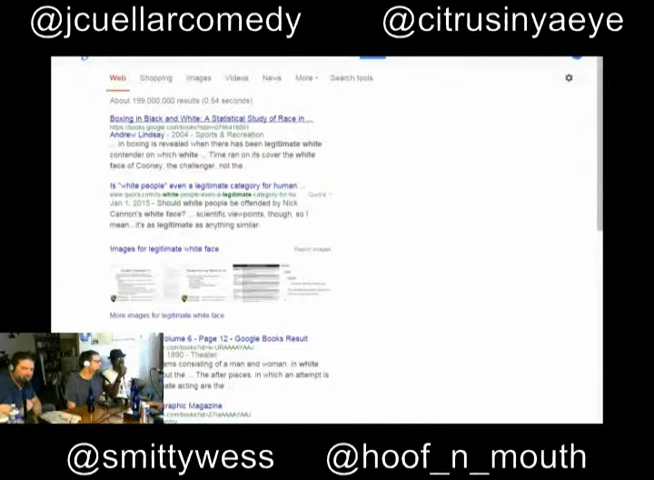 @jcuellarcomedy
@citrusinyaeye
Web Shopping Images Videos News More Search tools
About 199,000,000 results (0.54 seconds)
Boxing in Black and White: A Statistical Study of Race in ...
Andrew Lindsay - 2004 - Sports & Recreation
... in boxing is revealed when there has been legitimate white
contender on which white ... Time ran on its cover the white
face of Cooney, the challenger, not the.
Is "white people" even a legitimate category for human ...
Jan 1, 2015 - Should white people be offended by Nick
Cannon's white face? ... scientific viewpoints, though, so I
mean...it's as legitimate as anything similar.
Images for legitimate white face
Report images
More images for legitimate white face
olume 6 - Page 12 - Google Books Result
1890 - Theater
ms consisting of a man and woman, in white
ut the ... The after pieces, in which an attempt is
ate acting are the ...
raphic Magazine
@smittywess
@hoof_n_mouth